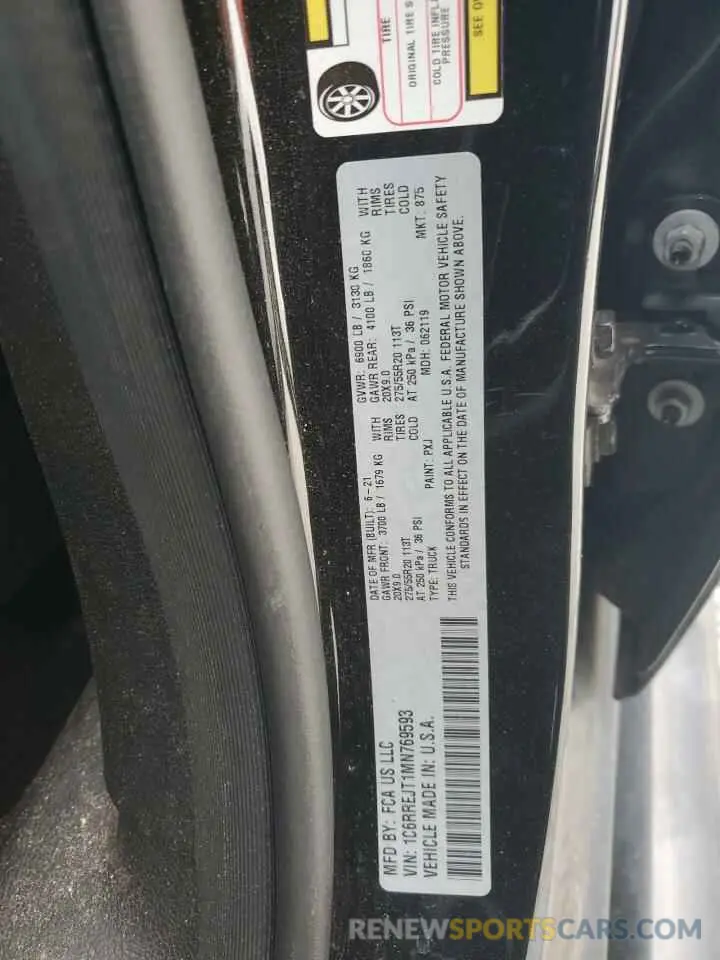 TIRE
ORIGINAL TIRE S
COLD TIRE INFL
PRESSURE
SEE O
MFD BY: FCA US LLC
DATE OF MFR (BUILT): 6-21
GVWR: 6900 LB / 3130 KG
GAWR FRONT: 3700 LB / 1679 KG WITH
GAWR REAR: 4100 LB / 1860 KG WITH
20X9.0 RIMS
20X9.0 RIMS
275/55R20 113T TIRES
275/55R20 113T TIRES
AT 250 kPa / 36 PSI COLD
AT 250 kPa / 36 PSI COLD
VIN: 1C6RREJT1MN769593
TYPE: TRUCK
PAINT: PXJ
MDH: 062119
MKT: 875
VEHICLE MADE IN: U.S.A.
THIS VEHICLE CONFORMS TO ALL APPLICABLE U.S.A. FEDERAL MOTOR VEHICLE SAFETY
STANDARDS IN EFFECT ON THE DATE OF MANUFACTURE SHOWN ABOVE.
RENEWSPORTSCARS.COM